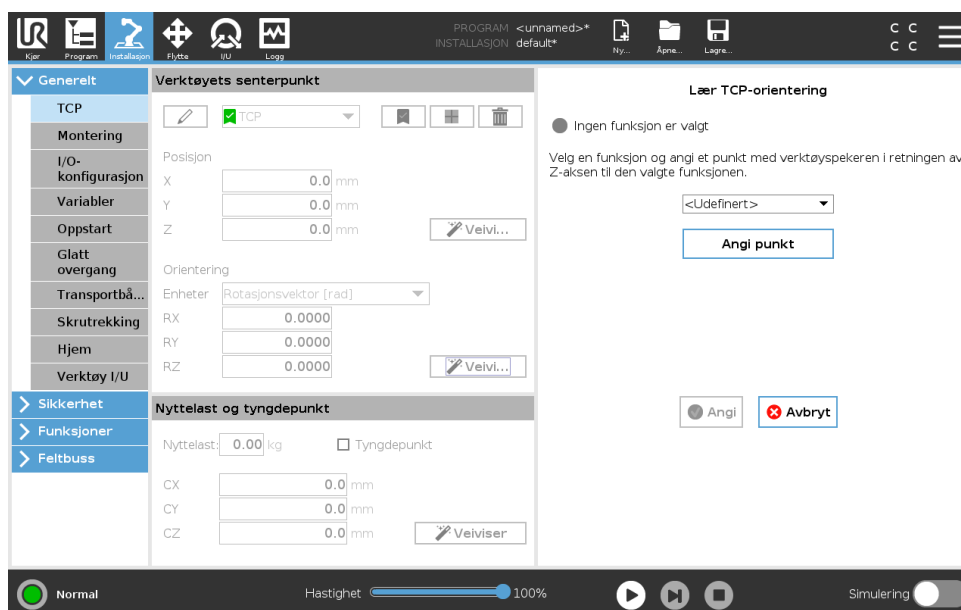 UR
PROGRAM <unnamed>*
INSTALLASJON default*
Kjør Program Installasjon Flytte I/U Logg
Ny... Åpne... Lagre...
C C
C C
Generelt
TCP
Montering
I/O-
konfigurasjon
Variabler
Oppstart
Glatt
overgang
Transportbå...
Skrutrekking
Hjem
Verktøy I/U
Sikkerhet
Funksjoner
Feltbuss
Verktøyets senterpunkt
TCP
Posisjon
X 0.0 mm
Y 0.0 mm
Z 0.0 mm Veivi...
Orientering
Enheter Rotasjonsvektor [rad]
RX 0.0000
RY 0.0000
RZ 0.0000 Veivi...
Nyttelast og tyngdepunkt
Nyttelast: 0.00 kg Tyngdepunkt
CX 0.0 mm
CY 0.0 mm
CZ 0.0 mm Veiviser
Lær TCP-orientering
Ingen funksjon er valgt
Velg en funksjon og angi et punkt med verktøyspekeren i retningen av
Z-aksen til den valgte funksjonen.
<Udefinert>
Angi punkt
Angi Avbryt
Normal Hastighet 100% Simulering